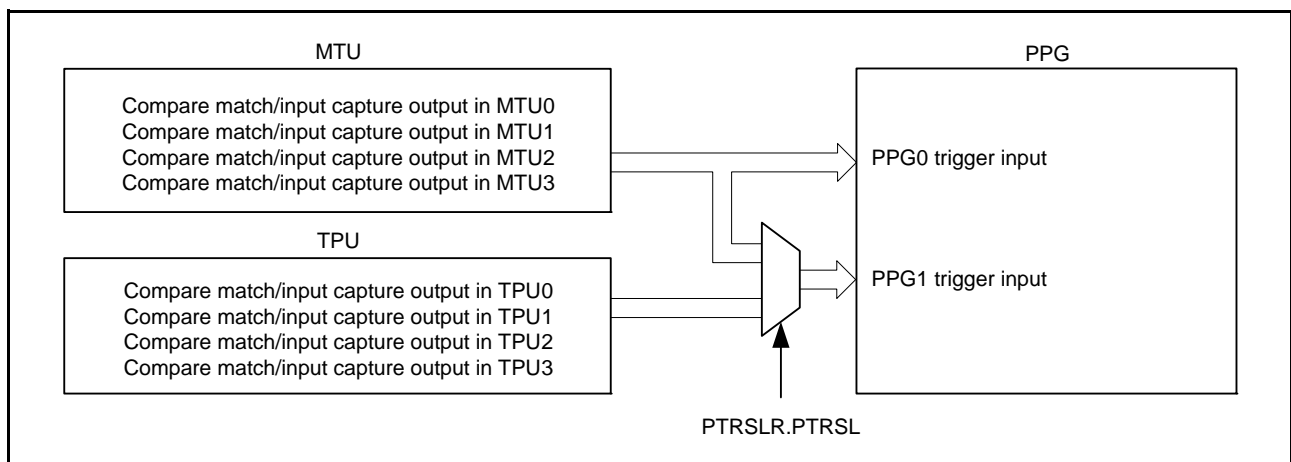 MTU
Compare match/input capture output in MTU0
Compare match/input capture output in MTU1
Compare match/input capture output in MTU2
Compare match/input capture output in MTU3
TPU
Compare match/input capture output in TPU0
Compare match/input capture output in TPU1
Compare match/input capture output in TPU2
Compare match/input capture output in TPU3
PTRSLR.PTRSL
PPG
PPG0 trigger input
PPG1 trigger input